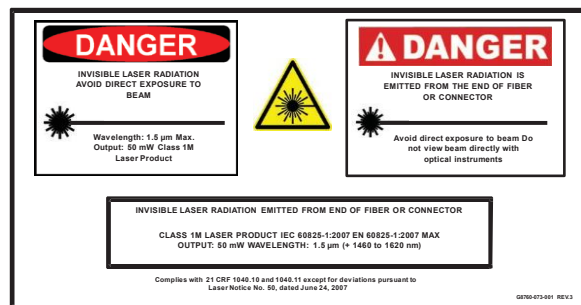 DANGER
INVISIBLE LASER RADIATION
AVOID DIRECT EXPOSURE TO
BEAM
Wavelength: 1.5 µm Max.
Output: 50 mW Class 1M
Laser Product
DANGER
INVISIBLE LASER RADIATION IS
EMITTED FROM THE END OF FIBER
OR CONNECTOR
Avoid direct exposure to beam Do
not view beam directly with
optical instruments
INVISIBLE LASER RADIATION EMITTED FROM END OF FIBER OR CONNECTOR
CLASS 1M LASER PRODUCT IEC 60825-1:2007 EN 60825-1:2007 MAX
OUTPUT: 50 mW WAVELENGTH: 1.5 µm (+ 1460 to 1620 nm)
Complies with 21 CRF 1040.10 and 1040.11 except for deviations pursuant to
Laser Notice No. 50, dated June 24, 2007
G8760-073-001 REV.3